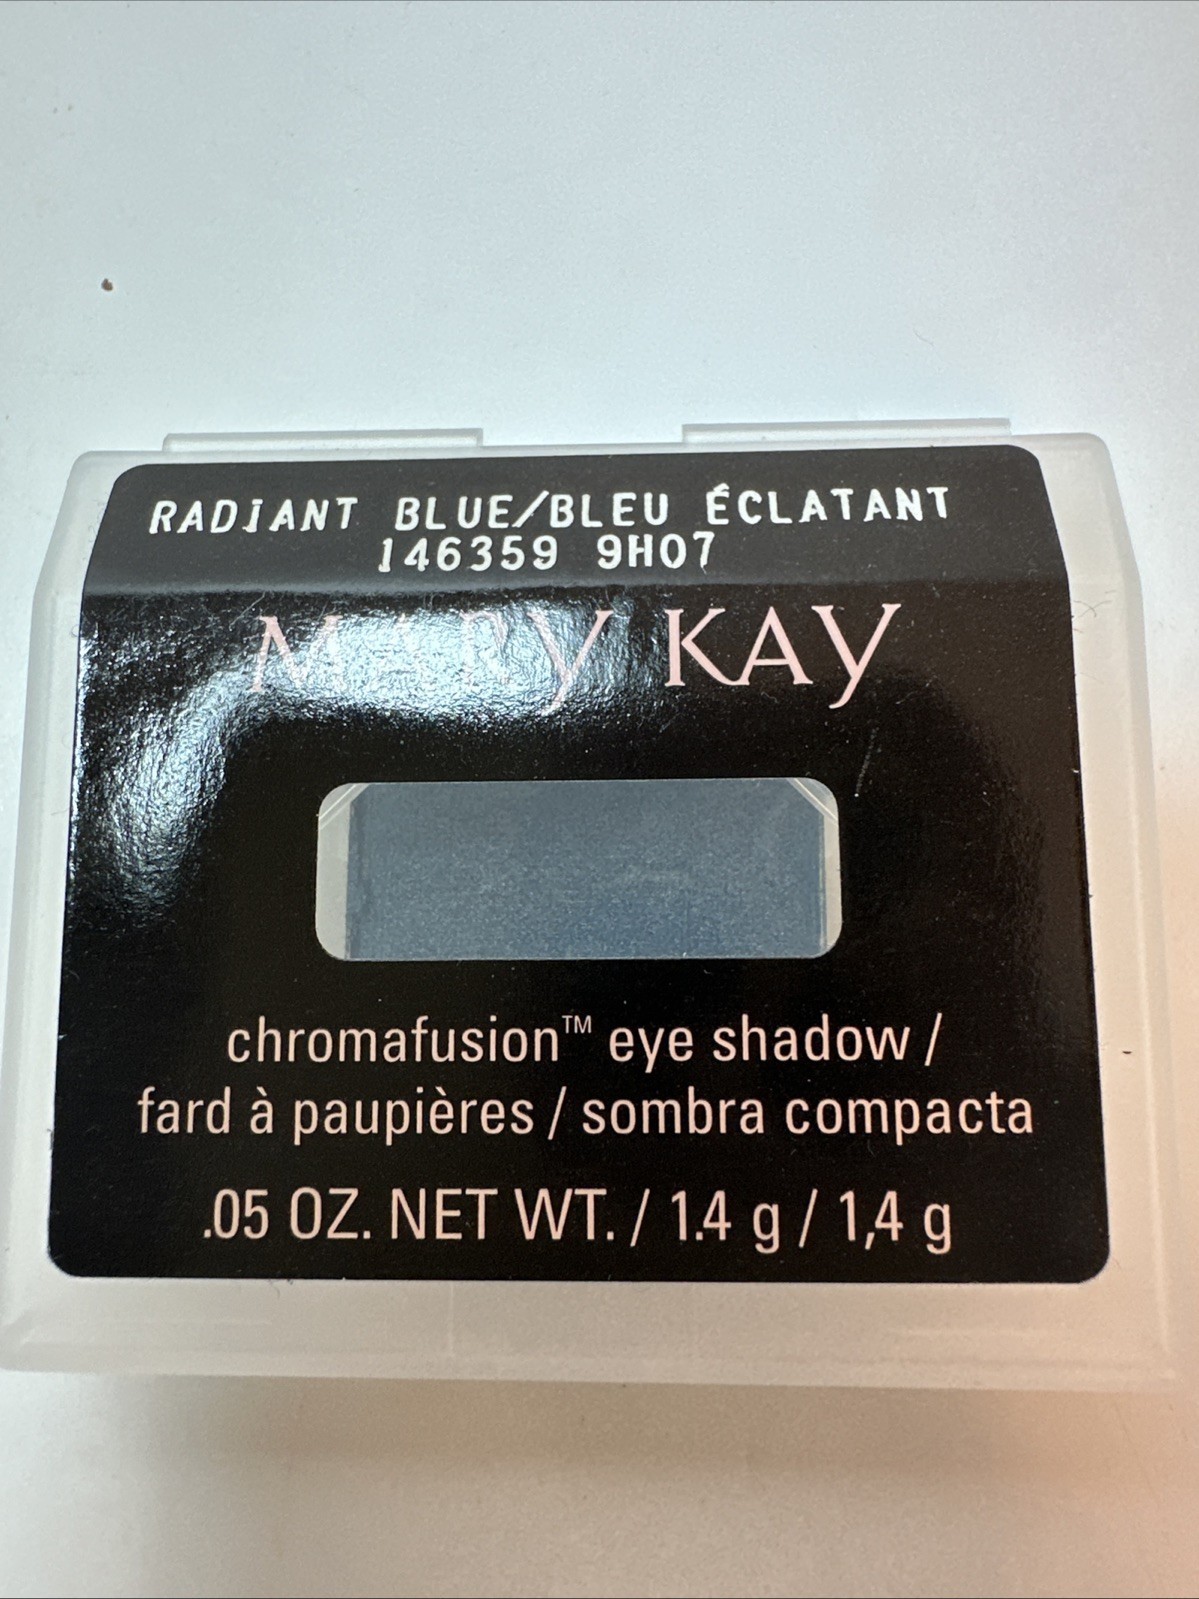 RADIANT BLUE/BLEU ÉCLATANT
146359 9H07
MARY KAY
chromafusion™ eye shadow /
fard à paupières / sombra compacta
.05 OZ. NET WT. / 1.4 g / 1,4 g